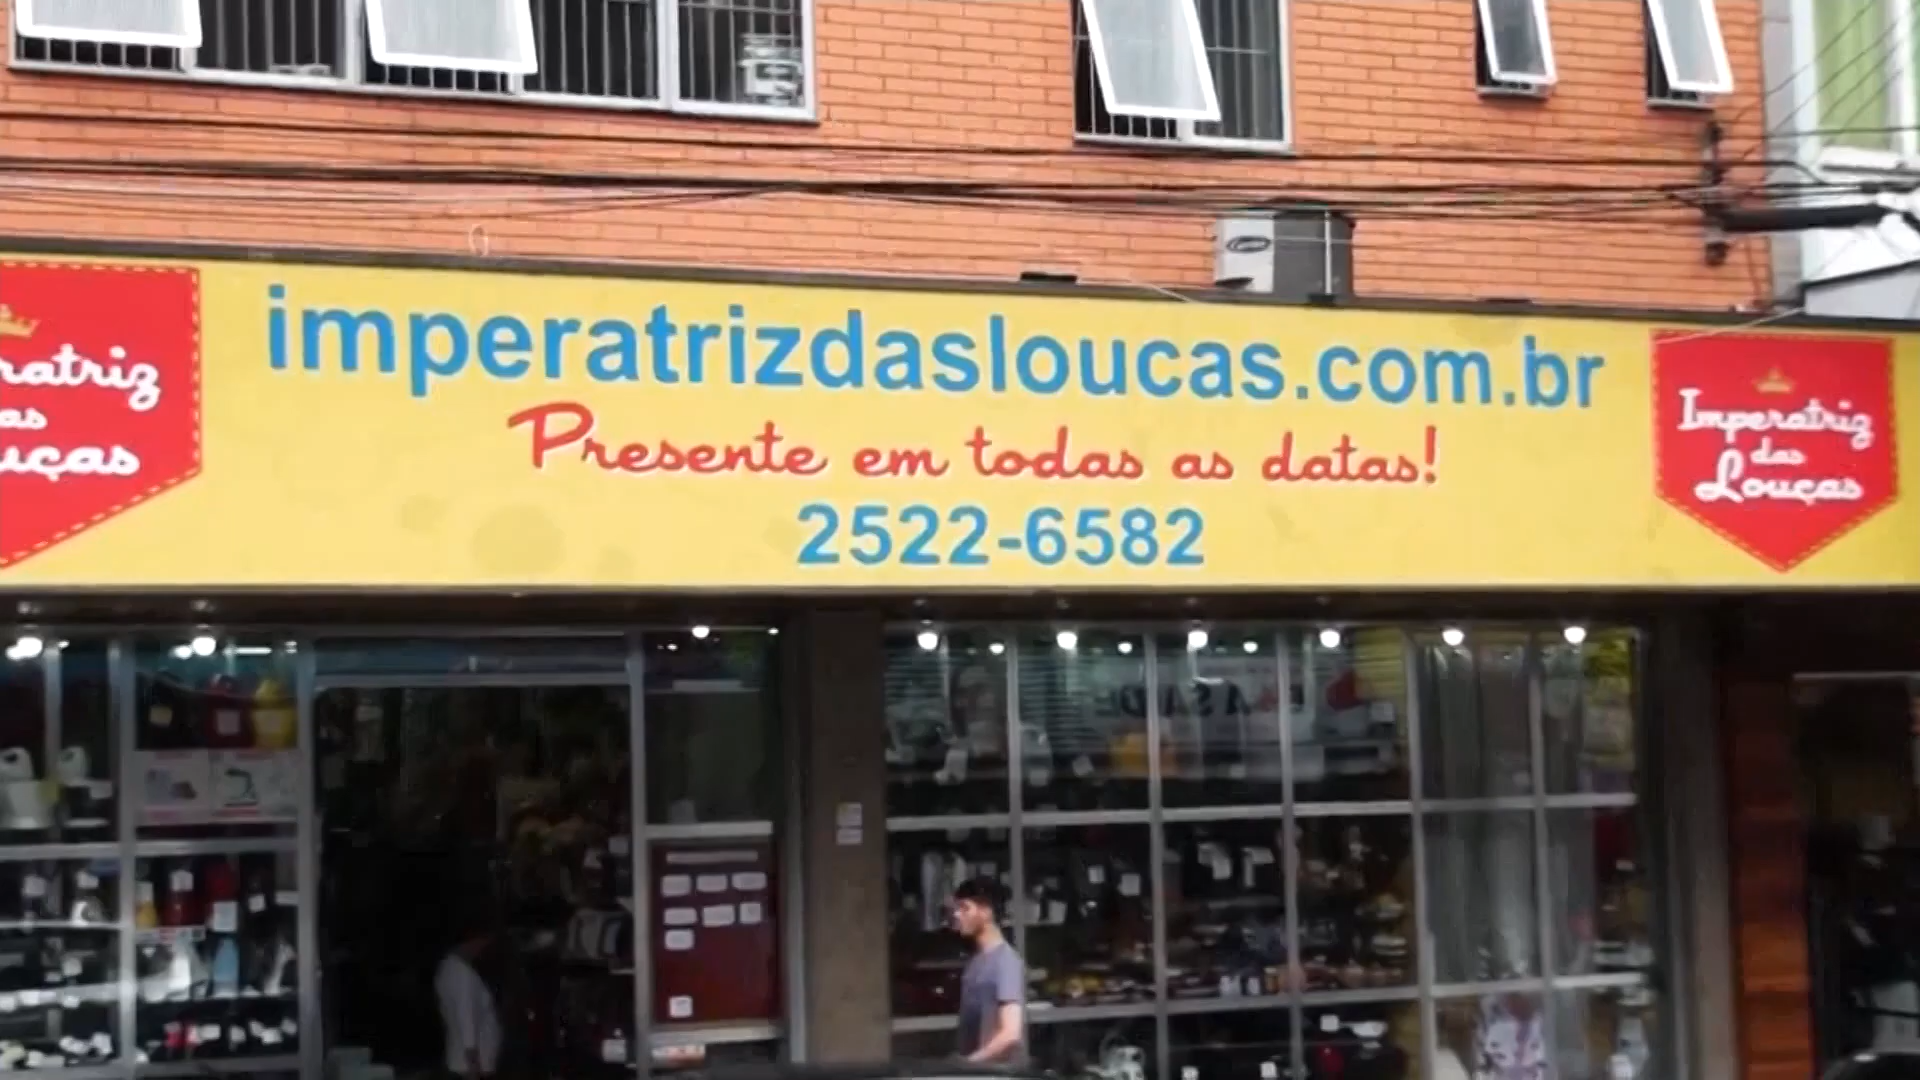 ratriz
as
uças
imperatrizdasloucas.com.br
Presente em todas as datas!
2522-6582
Imperatriz
das
Louças